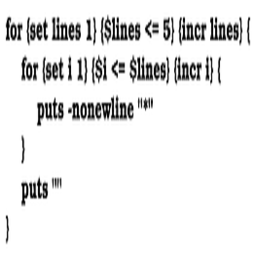 for {set lines 1} {$lines <= 5} {incr lines} {
    for {set i 1} {$i <= $lines} {incr i} {
        puts -nonewline "*"
    }
    puts ""
}